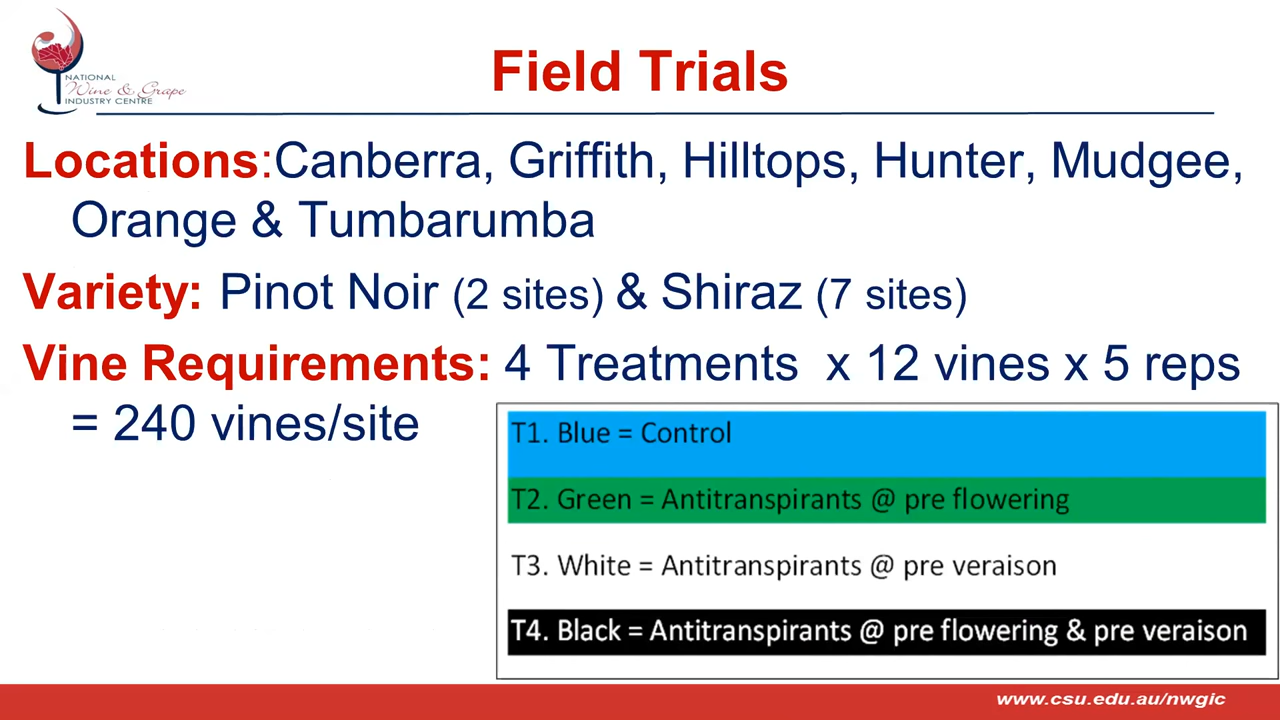 NATIONAL
Wine & Grape
INDUSTRY CENTRE
Field Trials
Locations:Canberra, Griffith, Hilltops, Hunter, Mudgee,
Orange & Tumbarumba
Variety: Pinot Noir (2 sites) & Shiraz (7 sites)
Vine Requirements: 4 Treatments x 12 vines x 5 reps
= 240 vines/site
T1. Blue = Control
T2. Green = Antitranspirants @ pre flowering
T3. White = Antitranspirants @ pre veraison
T4. Black = Antitranspirants @ pre flowering & pre veraison
www.csu.edu.au/nwgic